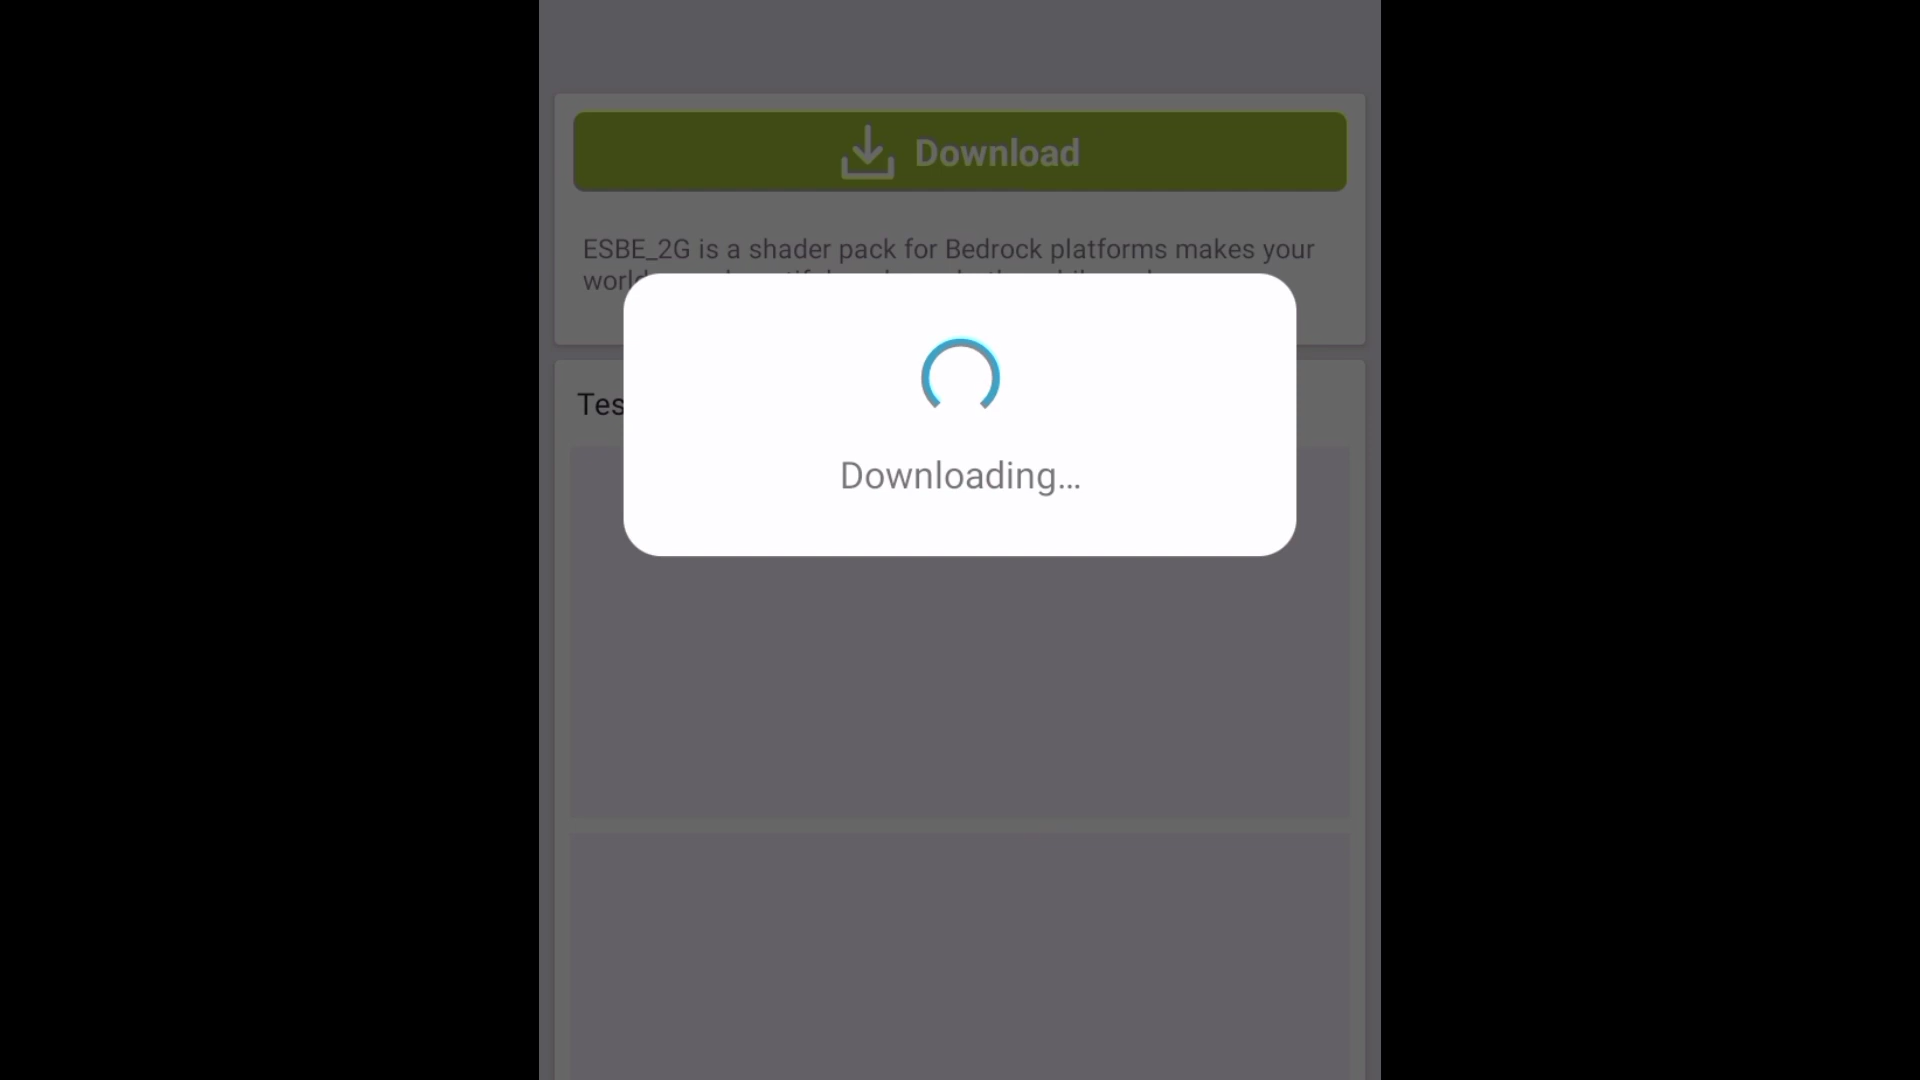 Download
ESBE_2G is a shader pack for Bedrock platforms makes your
Downloading...